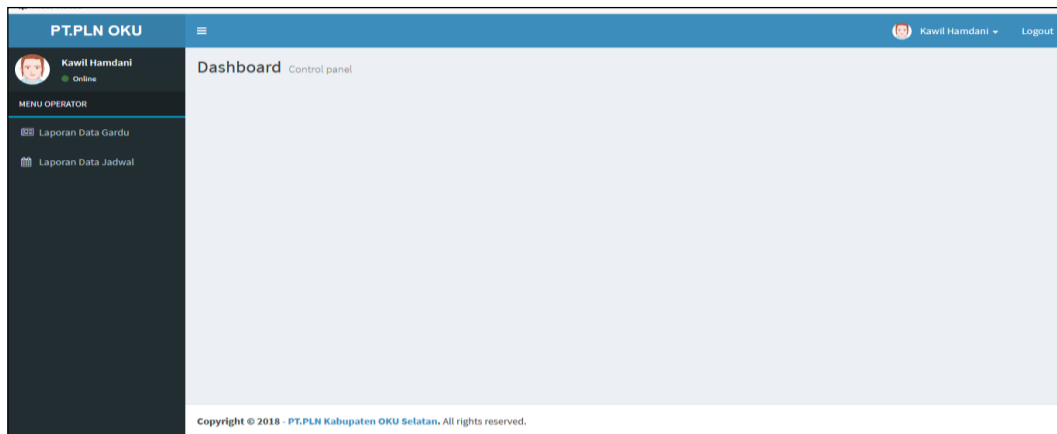 PT.PLN OKU
Kawil Hamdani
Logout
Kawil Hamdani
Online
Dashboard Control panel
MENU OPERATOR
Laporan Data Gardu
Laporan Data Jadwal
Copyright © 2018 - PT.PLN Kabupaten OKU Selatan. All rights reserved.